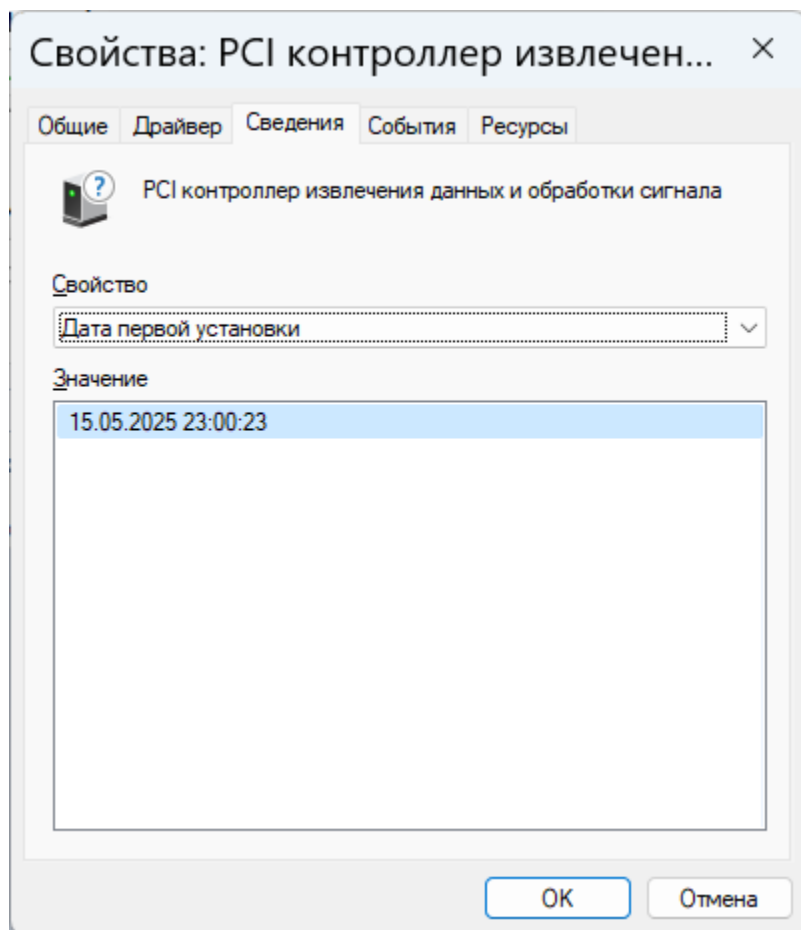 Свойства: PCI контроллер извлечен...
Общие Драйвер Сведения События Ресурсы
PCI контроллер извлечения данных и обработки сигнала
Свойство
Дата первой установки
Значение
15.05.2025 23:00:23
OK Отмена